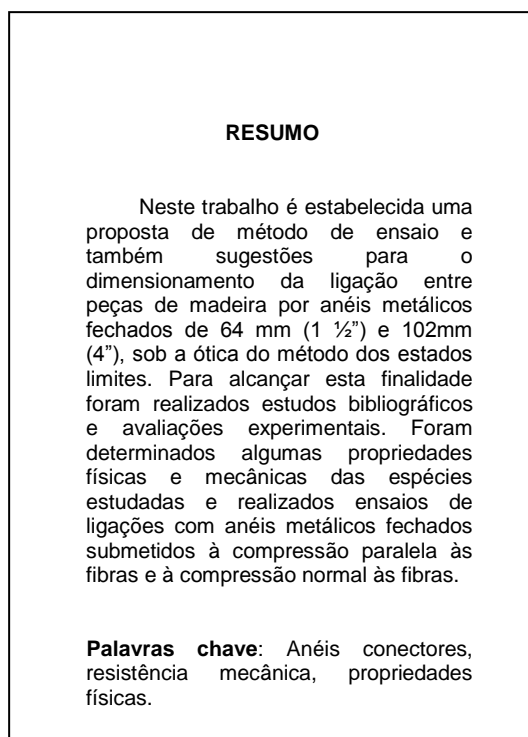 RESUMO
Neste trabalho é estabelecida uma
proposta de método de ensaio e
também sugestões para o
dimensionamento da ligação entre
peças de madeira por anéis metálicos
fechados de 64 mm (1 ½”) e 102mm
(4”), sob a ótica do método dos estados
limites. Para alcançar esta finalidade
foram realizados estudos bibliográficos
e avaliações experimentais. Foram
determinados algumas propriedades
físicas e mecânicas das espécies
estudadas e realizados ensaios de
ligações com anéis metálicos fechados
submetidos à compressão paralela às
fibras e à compressão normal às fibras.
Palavras chave: Anéis conectores,
resistência mecânica, propriedades
físicas.